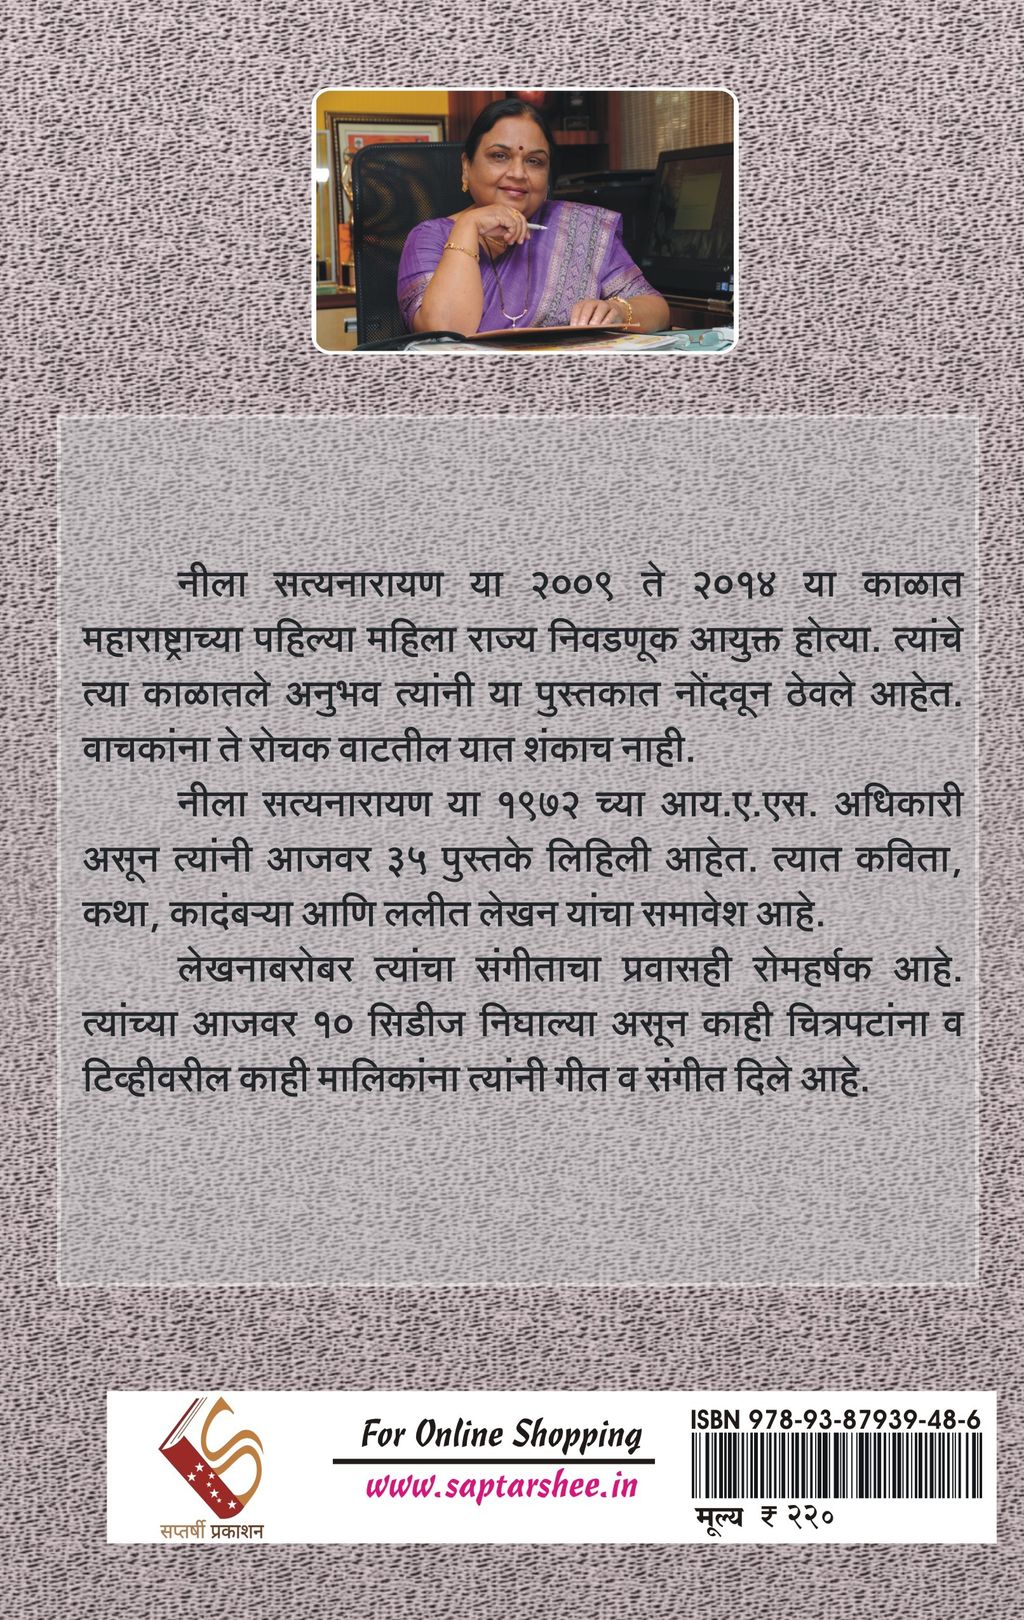 नीला सत्यनारायण या २००९ ते २०१४ या काळात
महाराष्ट्राच्या पहिल्या महिला राज्य निवडणूक आयुक्त होत्या. त्यांचे
त्या काळातले अनुभव त्यांनी या पुस्तकात नोंदवून ठेवले आहेत.
वाचकांना ते रोचक वाटतील यात शंकाच नाही.
नीला सत्यनारायण या १९७२ च्या आय.ए.एस. अधिकारी
असून त्यांनी आजवर ३५ पुस्तके लिहिली आहेत. त्यात कविता,
कथा, कादंबऱ्या आणि ललीत लेखन यांचा समावेश आहे.
लेखनाबरोबर त्यांचा संगीताचा प्रवासही रोमहर्षक आहे.
त्यांच्या आजवर १० सिडीज निघाल्या असून काही चित्रपटांना व
टिव्हीवरील काही मालिकांना त्यांनी गीत व संगीत दिले आहे.
सप्तर्षी प्रकाशन
For Online Shopping
www.saptarshee.in
ISBN 978-93-87939-48-6
मूल्य ₹ २२०